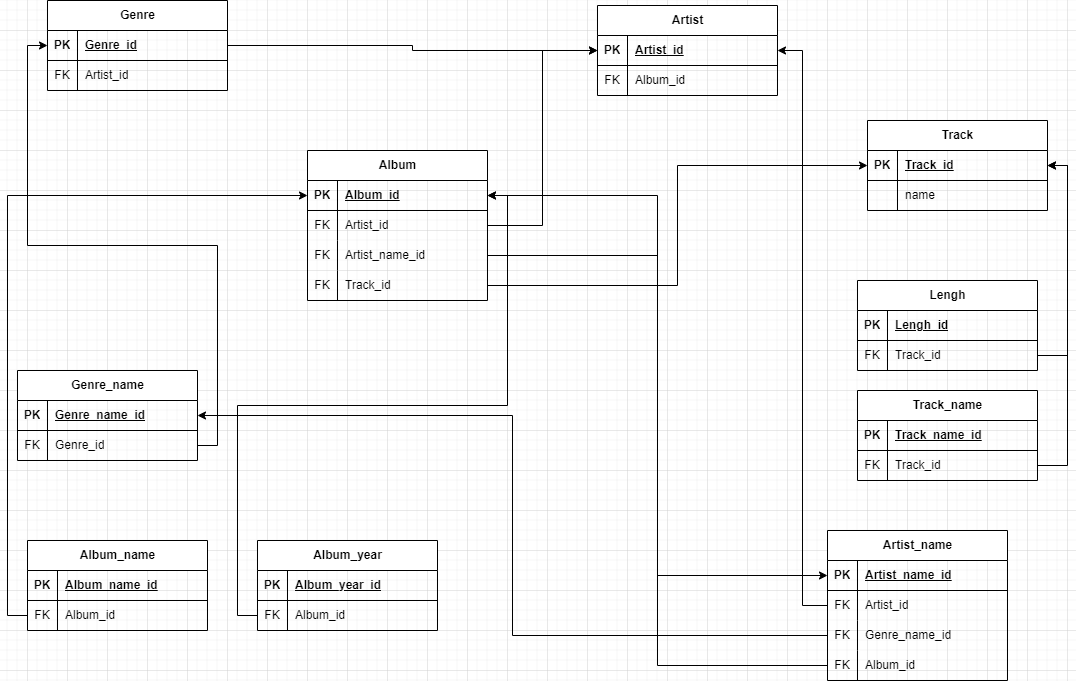 Genre
PK Genre_id
FK Artist_id
Artist
PK Artist_id
FK Album_id
Track
PK Track_id
name
Album
PK Album_id
FK Artist_id
FK Artist_name_id
FK Track_id
Lengh
PK Lengh_id
FK Track_id
Genre_name
PK Genre_name_id
FK Genre_id
Track_name
PK Track_name_id
FK Track_id
Album_name
PK Album_name_id
FK Album_id
Album_year
PK Album_year_id
FK Album_id
Artist_name
PK Artist_name_id
FK Artist_id
FK Genre_name_id
FK Album_id